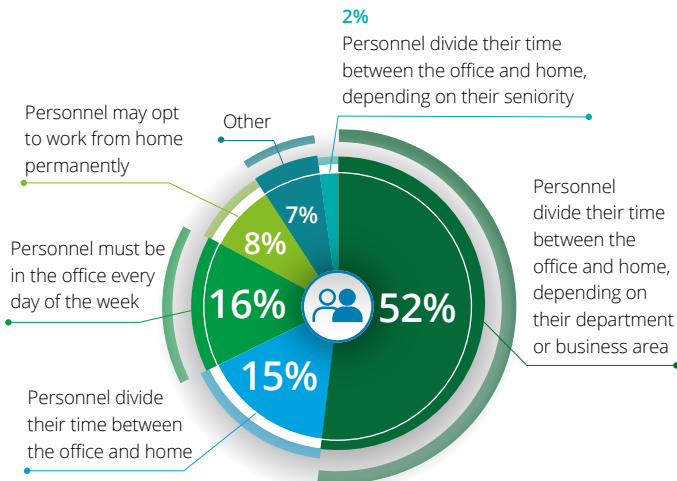 2%
Personnel divide their time
between the office and home,
depending on their seniority
Personnel may opt
to work from home
permanently
Other
Personnel
divide their time
between the
office and home,
depending on
their department
or business area
7%
8%
Personnel must be
in the office every
day of the week
16%
52%
15%
Personnel divide
their time between
the office and home